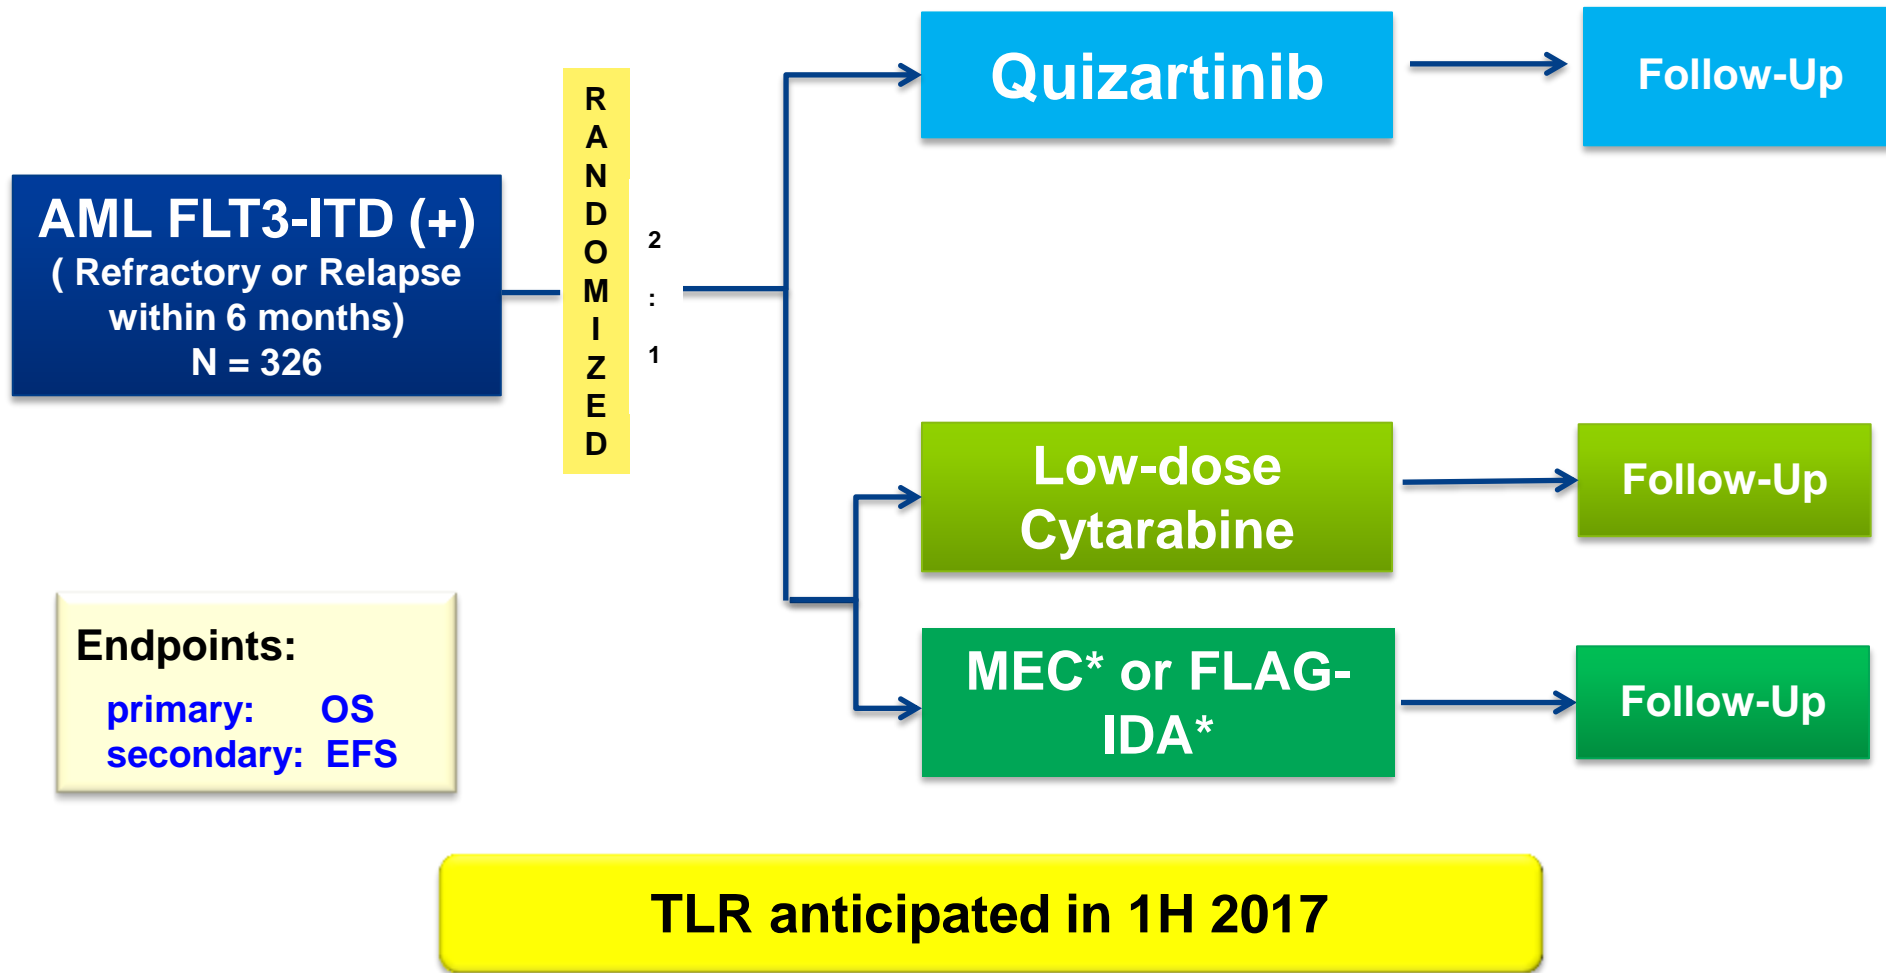 AML FLT3-ITD (+)
( Refractory or Relapse
within 6 months)
N = 326
RANDOMIZED
2
:
1
Quizartinib
Follow-Up
Low-dose
Cytarabine
Follow-Up
MEC* or FLAG-
IDA*
Follow-Up
Endpoints:
primary: OS
secondary: EFS
TLR anticipated in 1H 2017